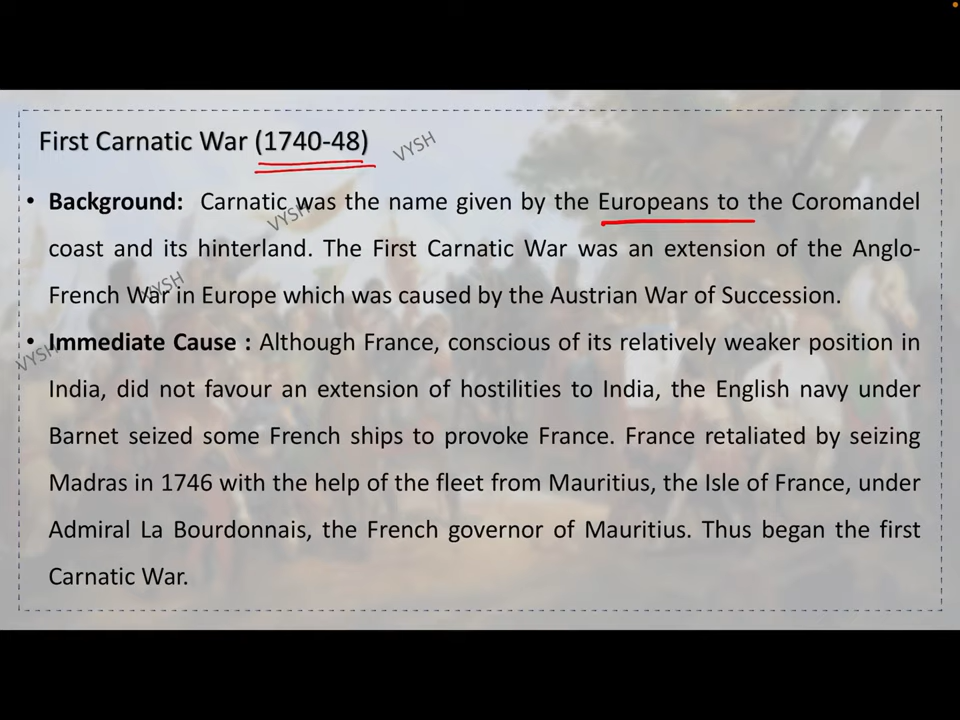 First Carnatic War (1740-48)
VYSH
• Background: Carnatic was the name given by the Europeans to the Coromandel
VYSH
coast and its hinterland. The First Carnatic War was an extension of the Anglo-
VYSH
French War in Europe which was caused by the Austrian War of Succession.
• Immediate Cause : Although France, conscious of its relatively weaker position in
VYSH
India, did not favour an extension of hostilities to India, the English navy under
Barnet seized some French ships to provoke France. France retaliated by seizing
Madras in 1746 with the help of the fleet from Mauritius, the Isle of France, under
Admiral La Bourdonnais, the French governor of Mauritius. Thus began the first
Carnatic War.